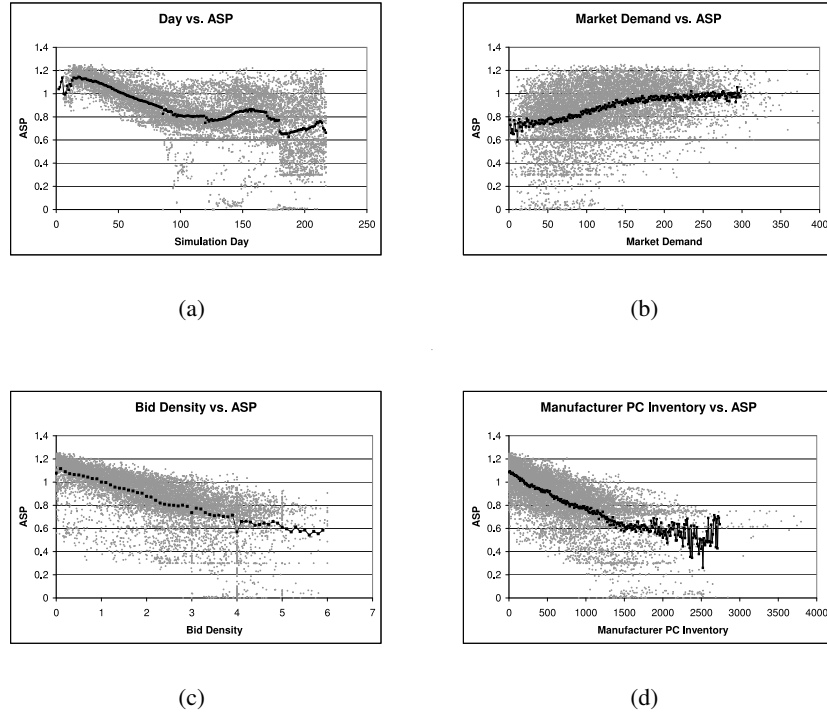 Day vs. ASP
1.4
1.2
1
0.8
0.6
0.4
0.2
0
ASP
0 50 100 150 200 250
Simulation Day
(a)
Market Demand vs. ASP
1.4
1.2
1
0.8
0.6
0.4
0.2
0
ASP
0 50 100 150 200 250 300 350 400
Market Demand
(b)
Bid Density vs. ASP
1.4
1.2
1
0.8
0.6
0.4
0.2
0
ASP
0 1 2 3 4 5 6 7
Bid Density
(c)
Manufacturer PC Inventory vs. ASP
1.4
1.2
1
0.8
0.6
0.4
0.2
0
ASP
0 500 1000 1500 2000 2500 3000 3500 4000
Manufacturer PC Inventory
(d)